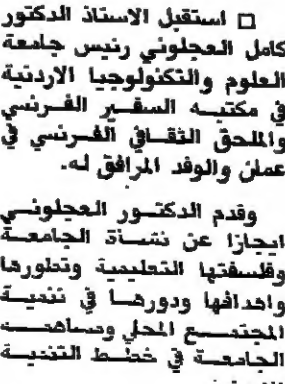 □ استقبل الاستاذ الدكتور
كامل العجلوني رئيس جامعة
العلوم والتكنولوجيا الاردنية
في مكتبه السفير الفرنسي
والملحق الثقافي الفرنسي في
عمان والوفد المرافق له.
وقدم الدكتور العجلوني
ايجازا عن نشأة الجامعة
وفلسفتها التعليمية وتطورها
واهدافها ودورها في تنمية
المجتمع المحلي ومساهمة
الجامعة في خطط التنمية